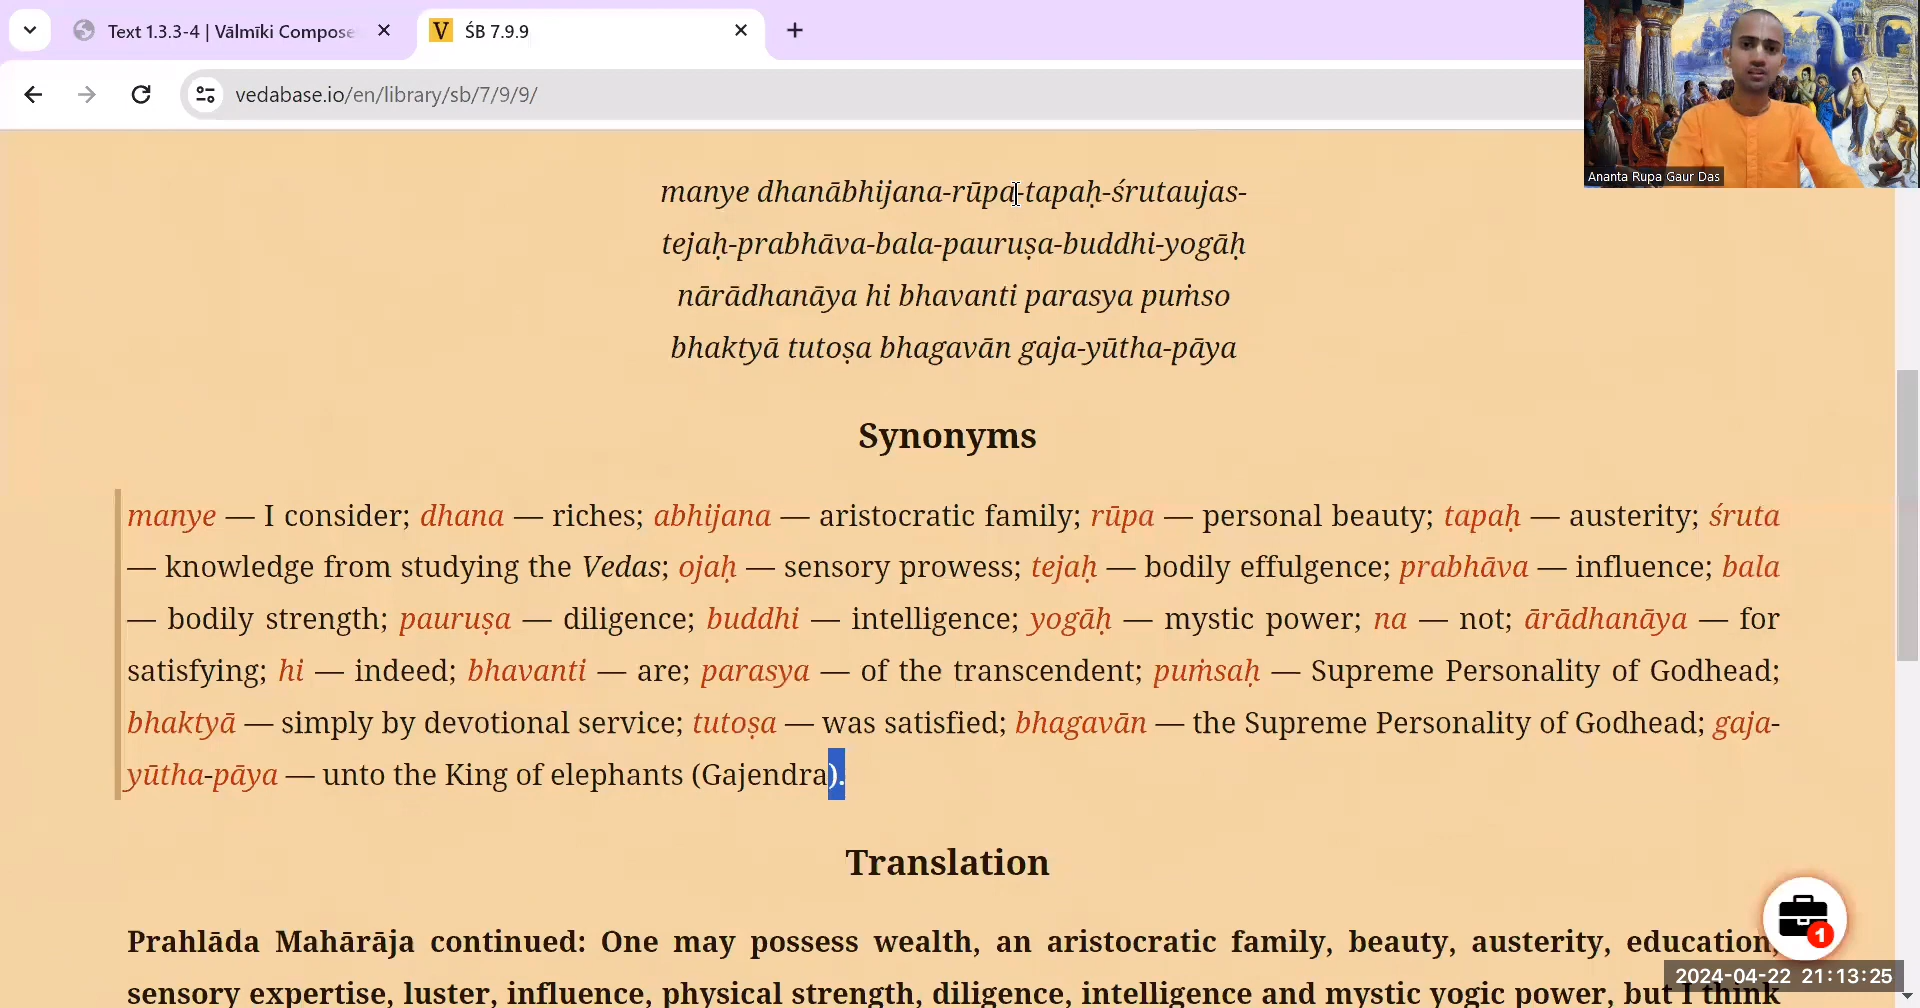 Text 1.3.3-4 | Vālmīki Compose
ŚB 7.9.9
vedabase.io/en/library/sb/7/9/9/
Ananta Rupa Gaur Das
manye dhanābhijana-rūpa-tapaḥ-śrutaujas-
tejaḥ-prabhāva-bala-pauruṣa-buddhi-yogāḥ
nārādhanāya hi bhavanti parasya puṁso
bhaktyā tutoṣa bhagavān gaja-yūtha-pāya
Synonyms
manye — I consider; dhana — riches; abhijana — aristocratic family; rūpa — personal beauty; tapaḥ — austerity; śruta
— knowledge from studying the Vedas; ojaḥ — sensory prowess; tejaḥ — bodily effulgence; prabhāva — influence; bala
— bodily strength; pauruṣa — diligence; buddhi — intelligence; yogāḥ — mystic power; na — not; ārādhanāya — for
satisfying; hi — indeed; bhavanti — are; parasya — of the transcendent; puṁsaḥ — Supreme Personality of Godhead;
bhaktyā — simply by devotional service; tutoṣa — was satisfied; bhagavān — the Supreme Personality of Godhead; gaja-
yūtha-pāya — unto the King of elephants (Gajendra).
Translation
Prahlāda Mahārāja continued: One may possess wealth, an aristocratic family, beauty, austerity, education,
sensory expertise, luster, influence, physical strength, diligence, intelligence and mystic yogic power, but I think
1
2024-04-22 21:13:25